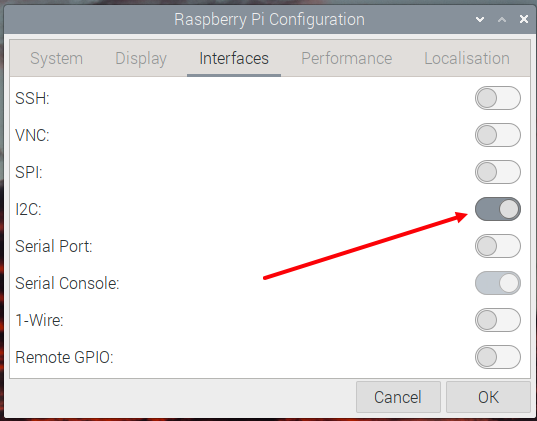 Raspberry Pi Configuration
System Display Interfaces Performance Localisation
SSH:
VNC:
SPI:
I2C:
Serial Port:
Serial Console:
1-Wire:
Remote GPIO:
Cancel OK